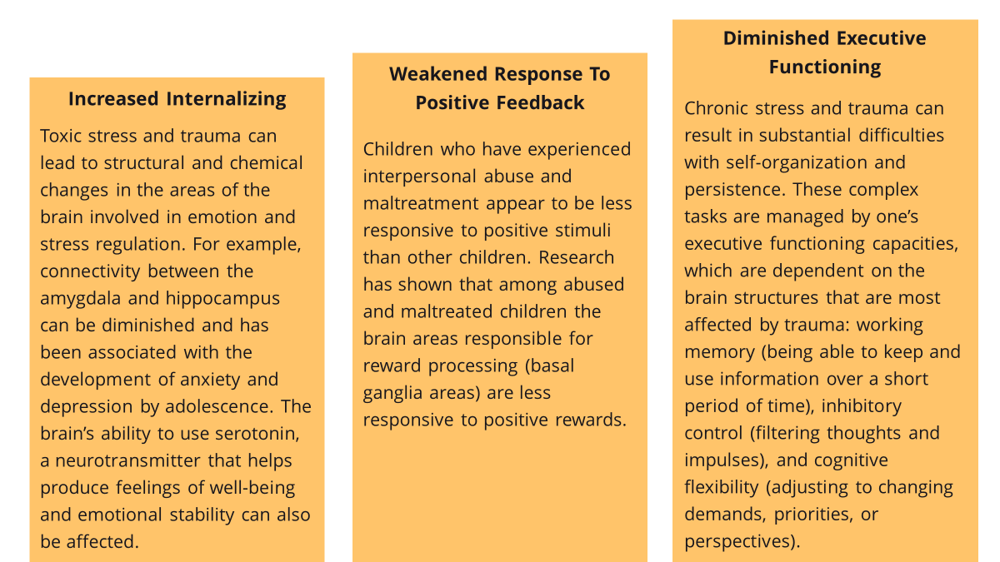 Increased Internalizing
Toxic stress and trauma can
lead to structural and chemical
changes in the areas of the
brain involved in emotion and
stress regulation. For example,
connectivity between the
amygdala and hippocampus
can be diminished and has
been associated with the
development of anxiety and
depression by adolescence. The
brain’s ability to use serotonin,
a neurotransmitter that helps
produce feelings of well-being
and emotional stability can also
be affected.
Weakened Response To
Positive Feedback
Children who have experienced
interpersonal abuse and
maltreatment appear to be less
responsive to positive stimuli
than other children. Research
has shown that among abused
and maltreated children the
brain areas responsible for
reward processing (basal
ganglia areas) are less
responsive to positive rewards.
Diminished Executive
Functioning
Chronic stress and trauma can
result in substantial difficulties
with self-organization and
persistence. These complex
tasks are managed by one’s
executive functioning capacities,
which are dependent on the
brain structures that are most
affected by trauma: working
memory (being able to keep and
use information over a short
period of time), inhibitory
control (filtering thoughts and
impulses), and cognitive
flexibility (adjusting to changing
demands, priorities, or
perspectives).